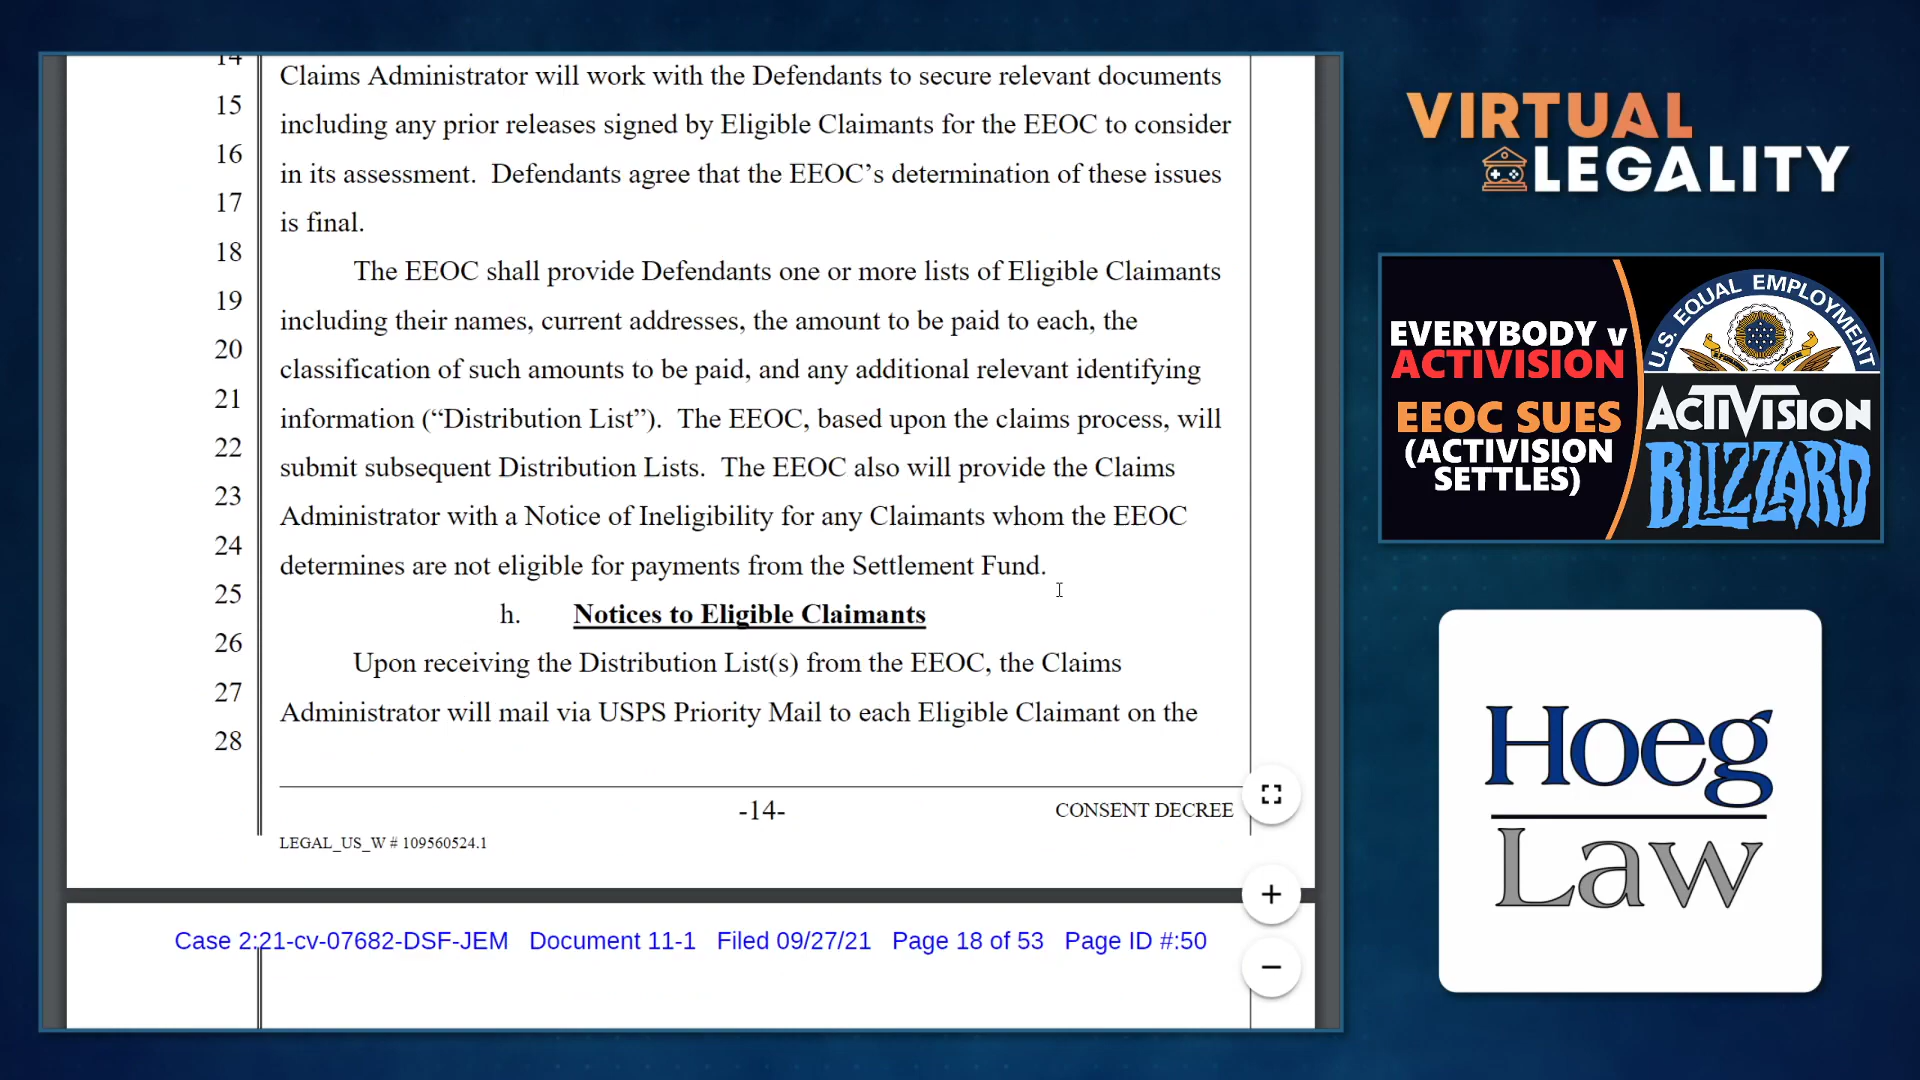 14
Claims Administrator will work with the Defendants to secure relevant documents
15
including any prior releases signed by Eligible Claimants for the EEOC to consider
16
in its assessment.  Defendants agree that the EEOC’s determination of these issues
17
is final.
18
The EEOC shall provide Defendants one or more lists of Eligible Claimants
19
including their names, current addresses, the amount to be paid to each, the
20
classification of such amounts to be paid, and any additional relevant identifying
21
information (“Distribution List”).  The EEOC, based upon the claims process, will
22
submit subsequent Distribution Lists.  The EEOC also will provide the Claims
23
Administrator with a Notice of Ineligibility for any Claimants whom the EEOC
24
determines are not eligible for payments from the Settlement Fund.
25
h. Notices to Eligible Claimants
26
Upon receiving the Distribution List(s) from the EEOC, the Claims
27
Administrator will mail via USPS Priority Mail to each Eligible Claimant on the
28
-14- CONSENT DECREE
LEGAL_US_W # 109560524.1
Case 2:21-cv-07682-DSF-JEM Document 11-1 Filed 09/27/21 Page 18 of 53 Page ID #:50
VIRTUAL
LEGALITY
EVERYBODY v
ACTIVISION
EEOC SUES
(ACTIVISION
SETTLES)
U.S. EQUAL EMPLOYMENT
ACTIVISION
BLIZZARD
Hoeg
Law